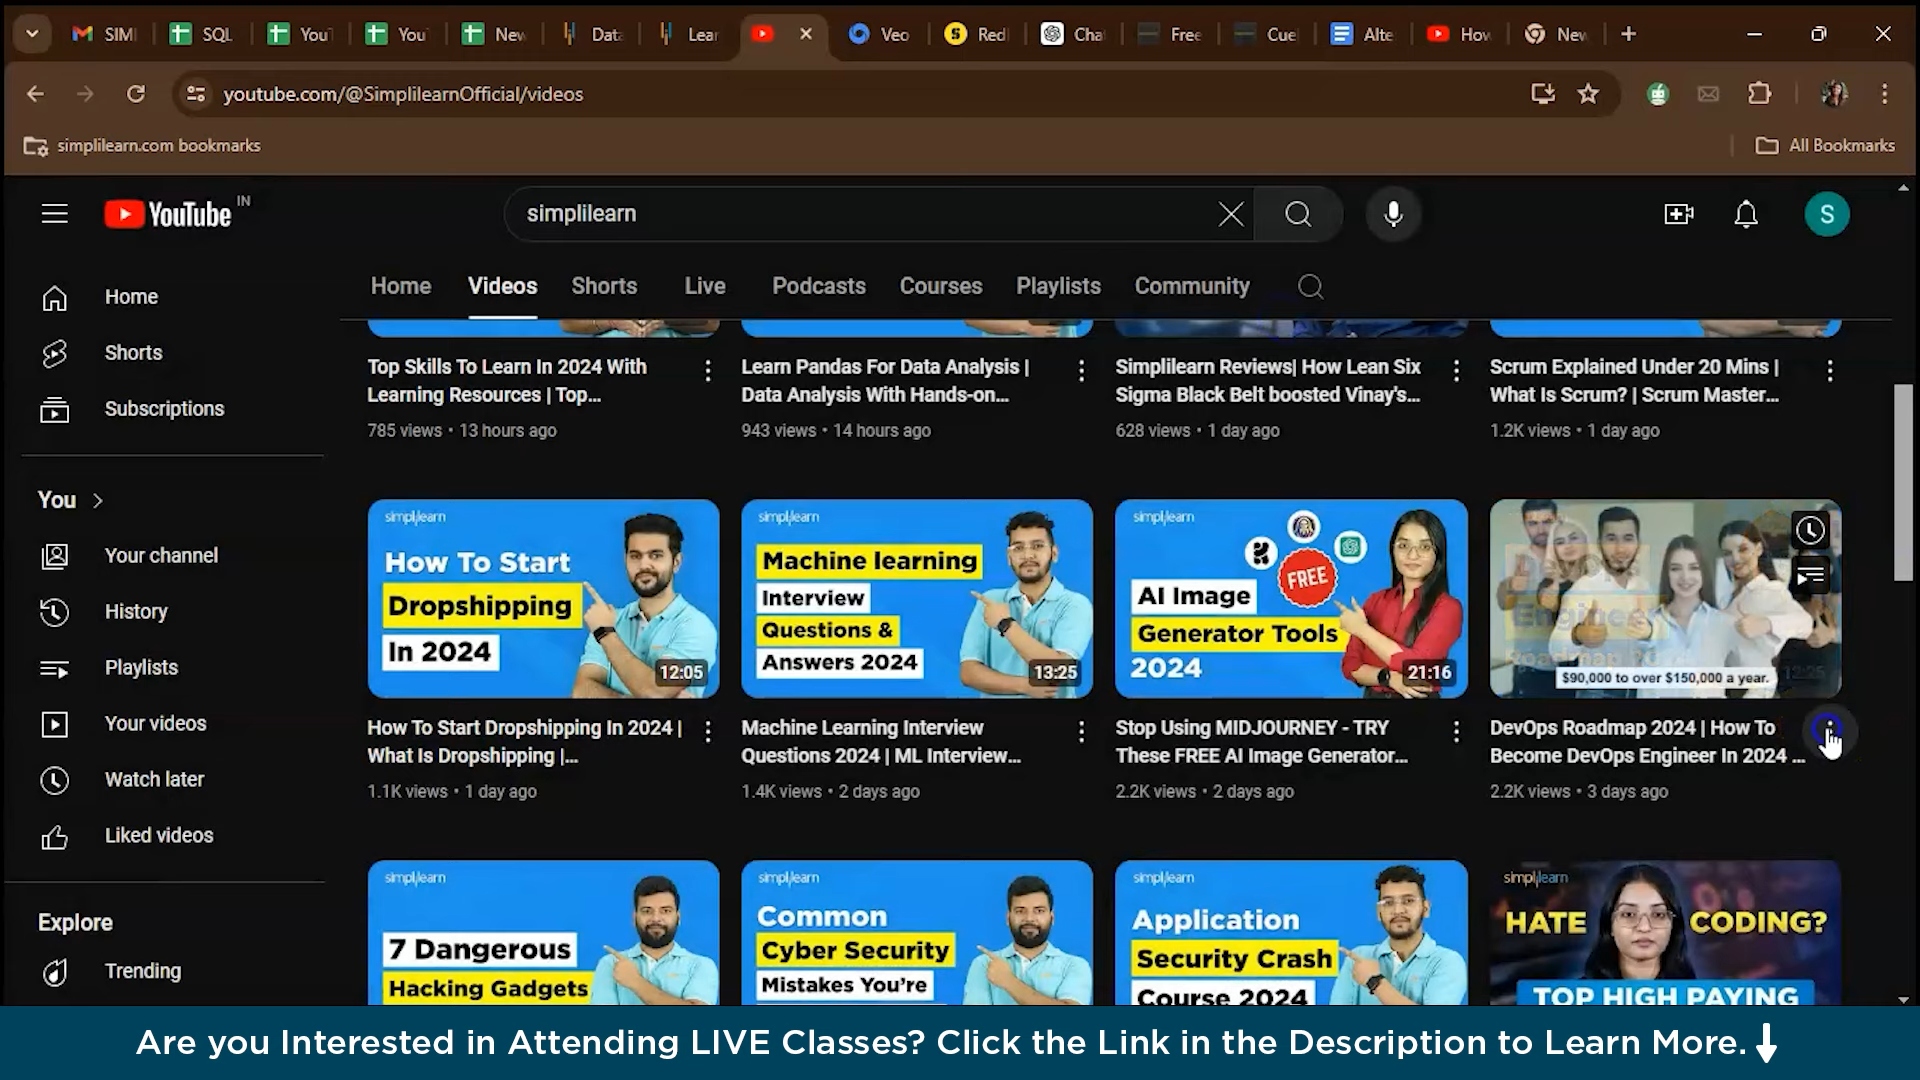 SIMI
SQL
You
You
New
Data
Lear
Veo
S
Red
Cha
Free
Cue
Alte
How
New
youtube.com/@SimplilearnOfficial/videos
simplilearn.com bookmarks
All Bookmarks
YouTube IN
simplilearn
S
Home
Videos
Shorts
Live
Podcasts
Courses
Playlists
Community
Home
Shorts
Subscriptions
You
Your channel
History
Playlists
Your videos
Watch later
Liked videos
Explore
Trending
Top Skills To Learn In 2024 With
Learning Resources | Top...
785 views • 13 hours ago
Learn Pandas For Data Analysis |
Data Analysis With Hands-on...
943 views • 14 hours ago
Simplilearn Reviews| How Lean Six
Sigma Black Belt boosted Vinay's...
628 views • 1 day ago
Scrum Explained Under 20 Mins |
What Is Scrum? | Scrum Master...
1.2K views • 1 day ago
simplilearn
How To Start
Dropshipping
In 2024
12:05
How To Start Dropshipping In 2024 |
What Is Dropshipping |...
1.1K views • 1 day ago
simplilearn
Machine learning
Interview
Questions &
Answers 2024
13:25
Machine Learning Interview
Questions 2024 | ML Interview...
1.4K views • 2 days ago
simplilearn
FREE
AI Image
Generator Tools
2024
21:16
Stop Using MIDJOURNEY - TRY
These FREE AI Image Generator...
2.2K views • 2 days ago
Engineer
$90,000 to over $150,000 a year.
DevOps Roadmap 2024 | How To
Become DevOps Engineer In 2024 ...
2.2K views • 3 days ago
simplilearn
7 Dangerous
Hacking Gadgets
simplilearn
Common
Cyber Security
Mistakes You're
simplilearn
Application
Security Crash
Course 2024
simplilearn
HATE CODING?
TOP HIGH PAYING
Are you Interested in Attending LIVE Classes? Click the Link in the Description to Learn More.